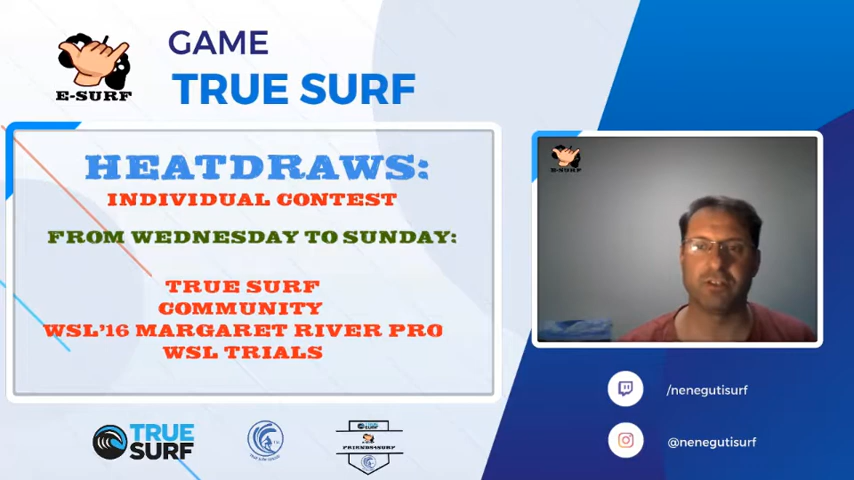 GAME
TRUE SURF
E-SURF
HEATDRAWS:
INDIVIDUAL CONTEST
FROM WEDNESDAY TO SUNDAY:
TRUE SURF
COMMUNITY
WSL'16 MARGARET RIVER PRO
WSL TRIALS
E-SURF
/nenegutisurf
@nenegutisurf
TRUE
SURF
FRIENDS4SURF